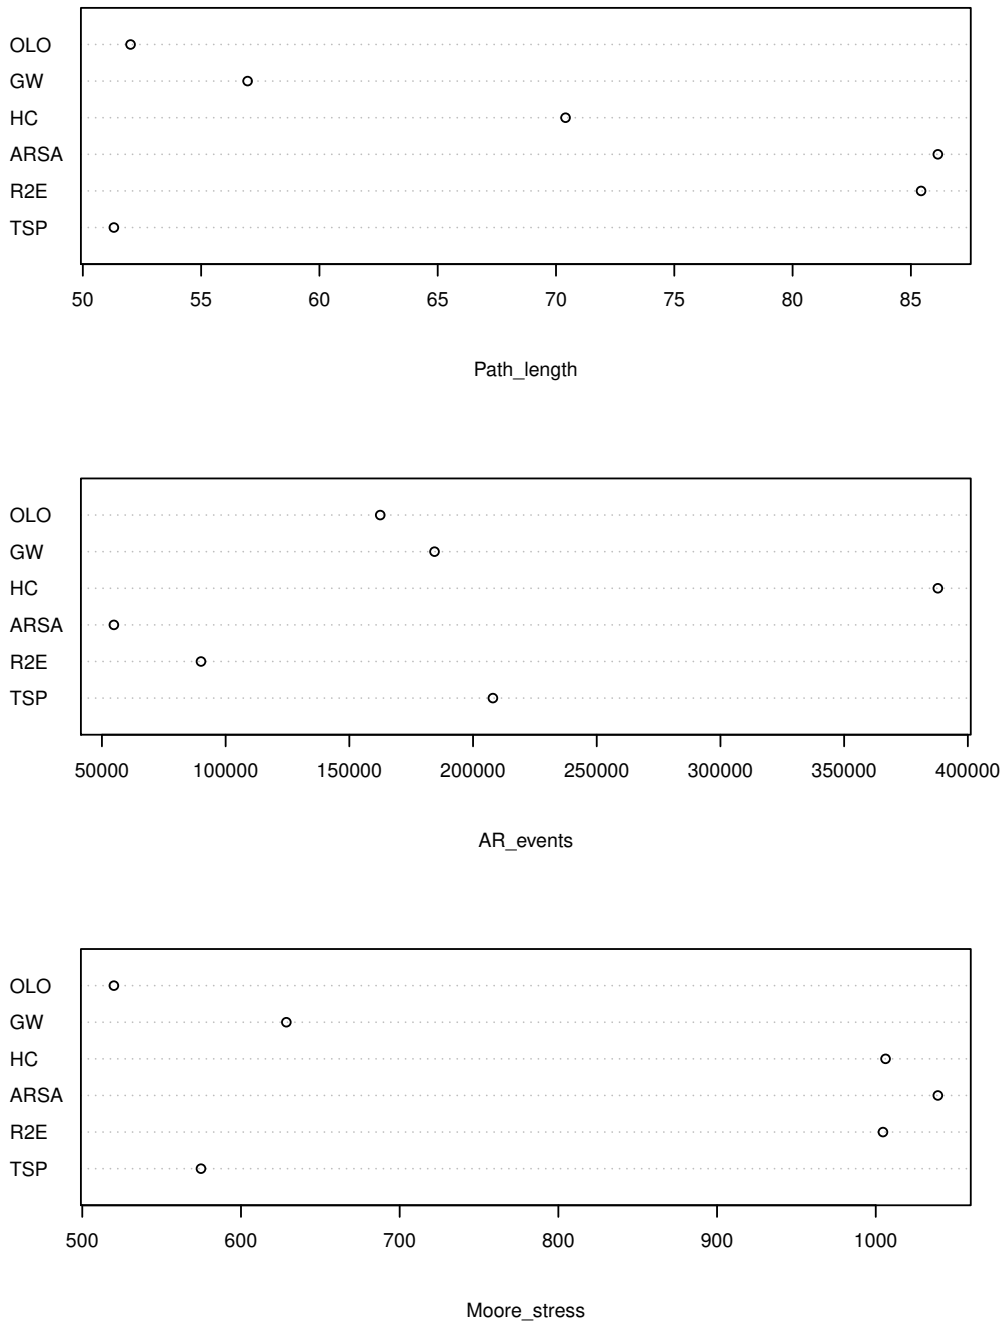 OLO
GW
HC
ARSA
R2E
TSP
50 55 60 65 70 75 80 85
Path_length
OLO
GW
HC
ARSA
R2E
TSP
50000 100000 150000 200000 250000 300000 350000 400000
AR_events
OLO
GW
HC
ARSA
R2E
TSP
500 600 700 800 900 1000
Moore_stress